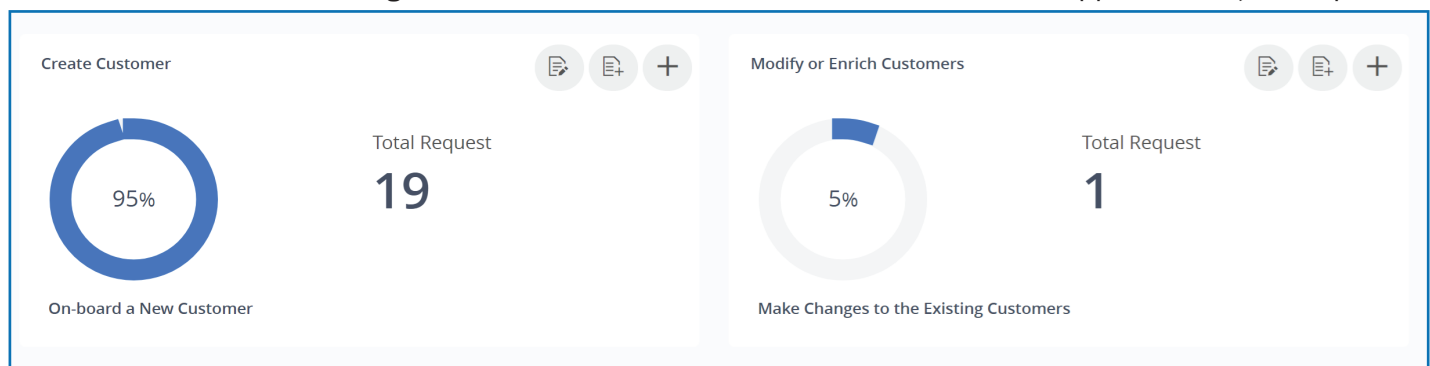 Create Customer
Total Request
19
95%
On-board a New Customer
Modify or Enrich Customers
Total Request
1
5%
Make Changes to the Existing Customers